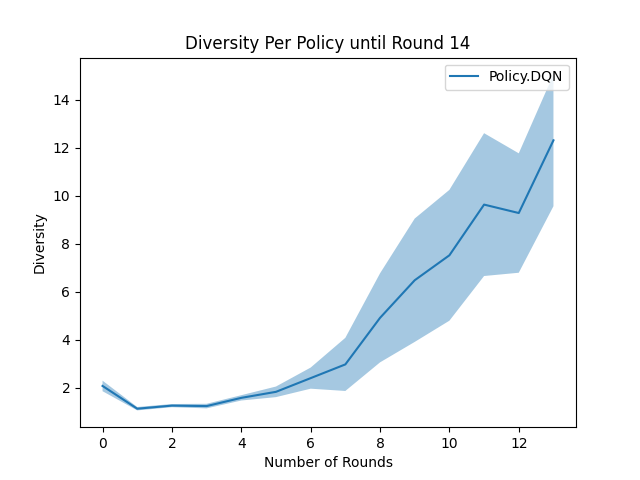 Diversity Per Policy until Round 14
Policy.DQN
14
12
10
8
6
4
2
Diversity
0 2 4 6 8 10 12
Number of Rounds